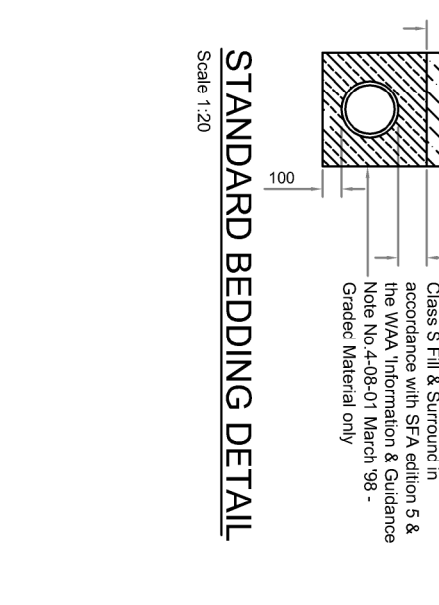 Class S Fill & Surround in
accordance with SFA edition 5 &
the WAA 'Information & Guidance
Note No.4-08-01 March '98 -
Graded Material only
100
STANDARD BEDDING DETAIL
Scale 1:20